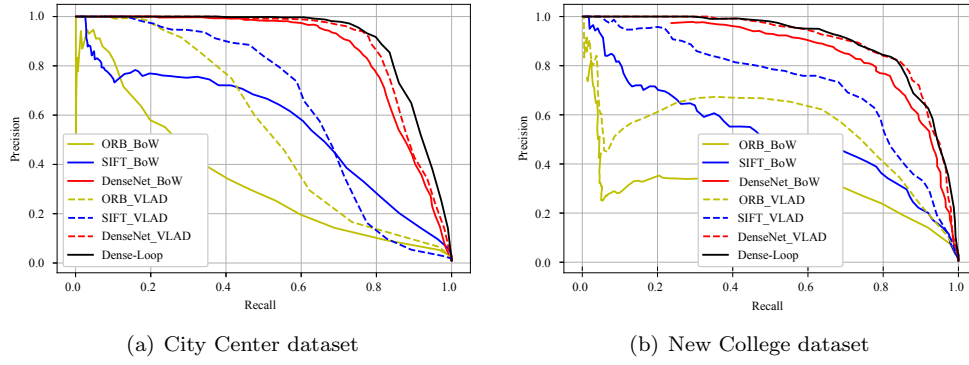 1.0
0.8
0.6
0.4
0.2
0.0
Precision
ORB_BoW
SIFT_BoW
DenseNet_BoW
ORB_VLAD
SIFT_VLAD
DenseNet_VLAD
Dense-Loop
0.0 0.2 0.4 0.6 0.8 1.0
Recall
(a) City Center dataset
1.0
0.8
0.6
0.4
0.2
0.0
Precision
ORB_BoW
SIFT_BoW
DenseNet_BoW
ORB_VLAD
SIFT_VLAD
DenseNet_VLAD
Dense-Loop
0.0 0.2 0.4 0.6 0.8 1.0
Recall
(b) New College dataset